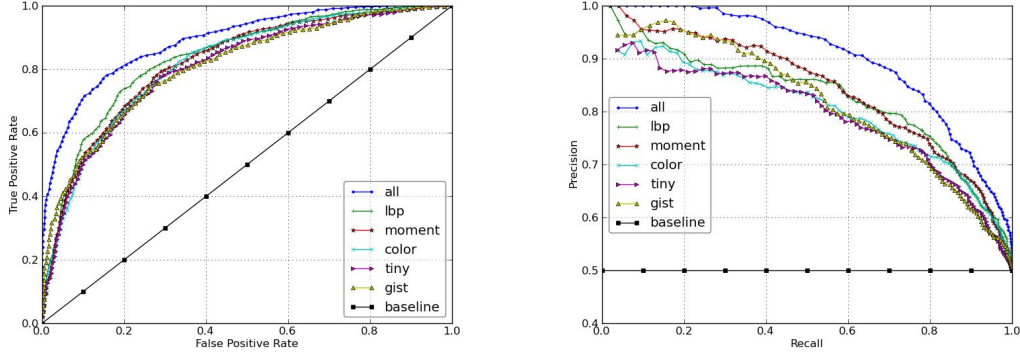 True Positive Rate
1.0
0.8
0.6
0.4
0.2
0.0
all
lbp
moment
color
tiny
gist
baseline
0.0 0.2 0.4 0.6 0.8 1.0
False Positive Rate
Precision
1.0
0.9
0.8
0.7
0.6
0.5
0.4
all
lbp
moment
color
tiny
gist
baseline
0.0 0.2 0.4 0.6 0.8 1.0
Recall